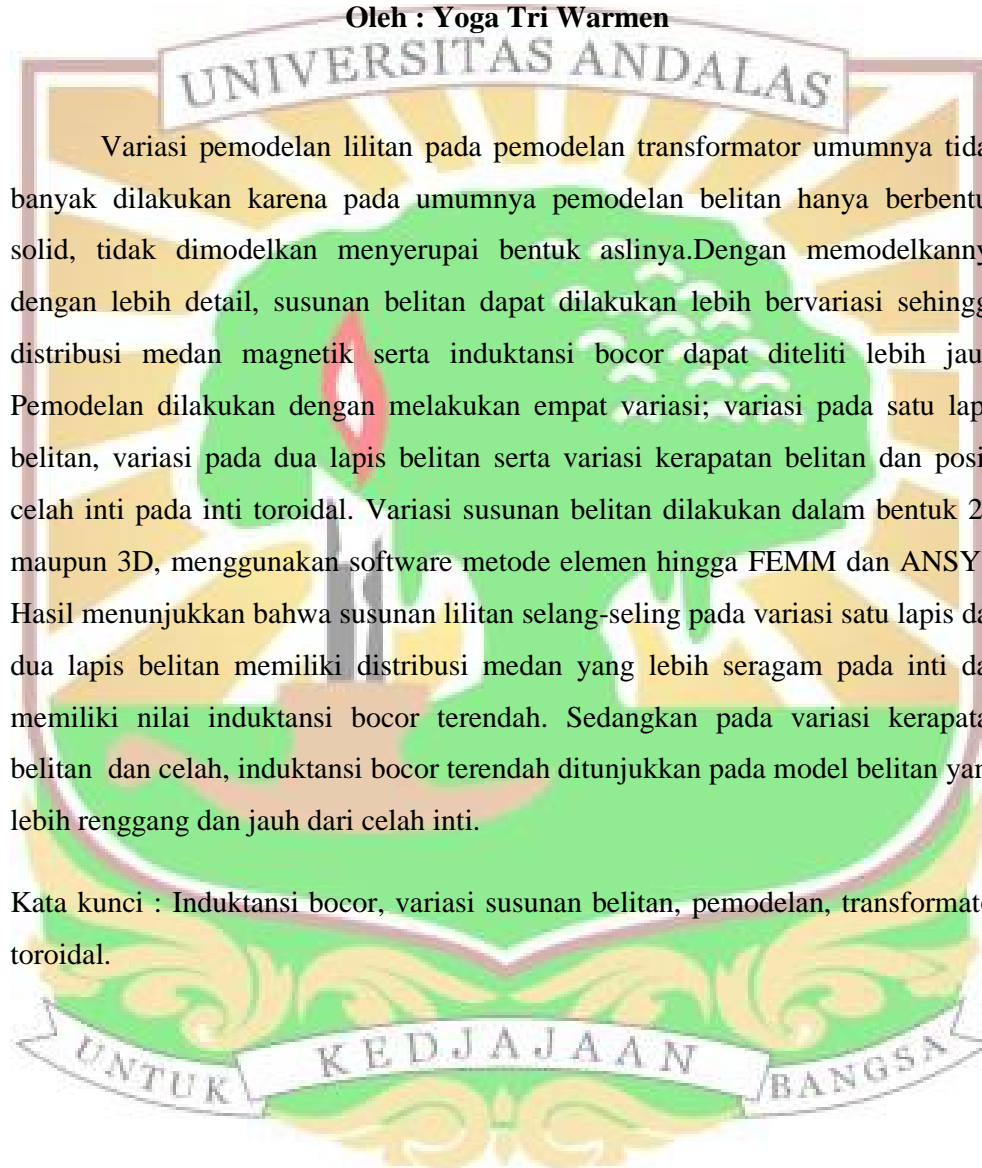 Oleh : Yoga Tri Warmen
UNIVERSITAS ANDALAS
Variasi pemodelan lilitan pada pemodelan transformator umumnya tida
banyak dilakukan karena pada umumnya pemodelan belitan hanya berbentu
solid, tidak dimodelkan menyerupai bentuk aslinya.Dengan memodelkanny
dengan lebih detail, susunan belitan dapat dilakukan lebih bervariasi sehingg
distribusi medan magnetik serta induktansi bocor dapat diteliti lebih jau
Pemodelan dilakukan dengan melakukan empat variasi; variasi pada satu lap
belitan, variasi pada dua lapis belitan serta variasi kerapatan belitan dan posi
celah inti pada inti toroidal. Variasi susunan belitan dilakukan dalam bentuk 2
maupun 3D, menggunakan software metode elemen hingga FEMM dan ANSY
Hasil menunjukkan bahwa susunan lilitan selang-seling pada variasi satu lapis da
dua lapis belitan memiliki distribusi medan yang lebih seragam pada inti da
memiliki nilai induktansi bocor terendah. Sedangkan pada variasi kerapata
belitan dan celah, induktansi bocor terendah ditunjukkan pada model belitan yan
lebih renggang dan jauh dari celah inti.
Kata kunci : Induktansi bocor, variasi susunan belitan, pemodelan, transformato
toroidal.
UNTUK KEDJAJAAN BANGSA